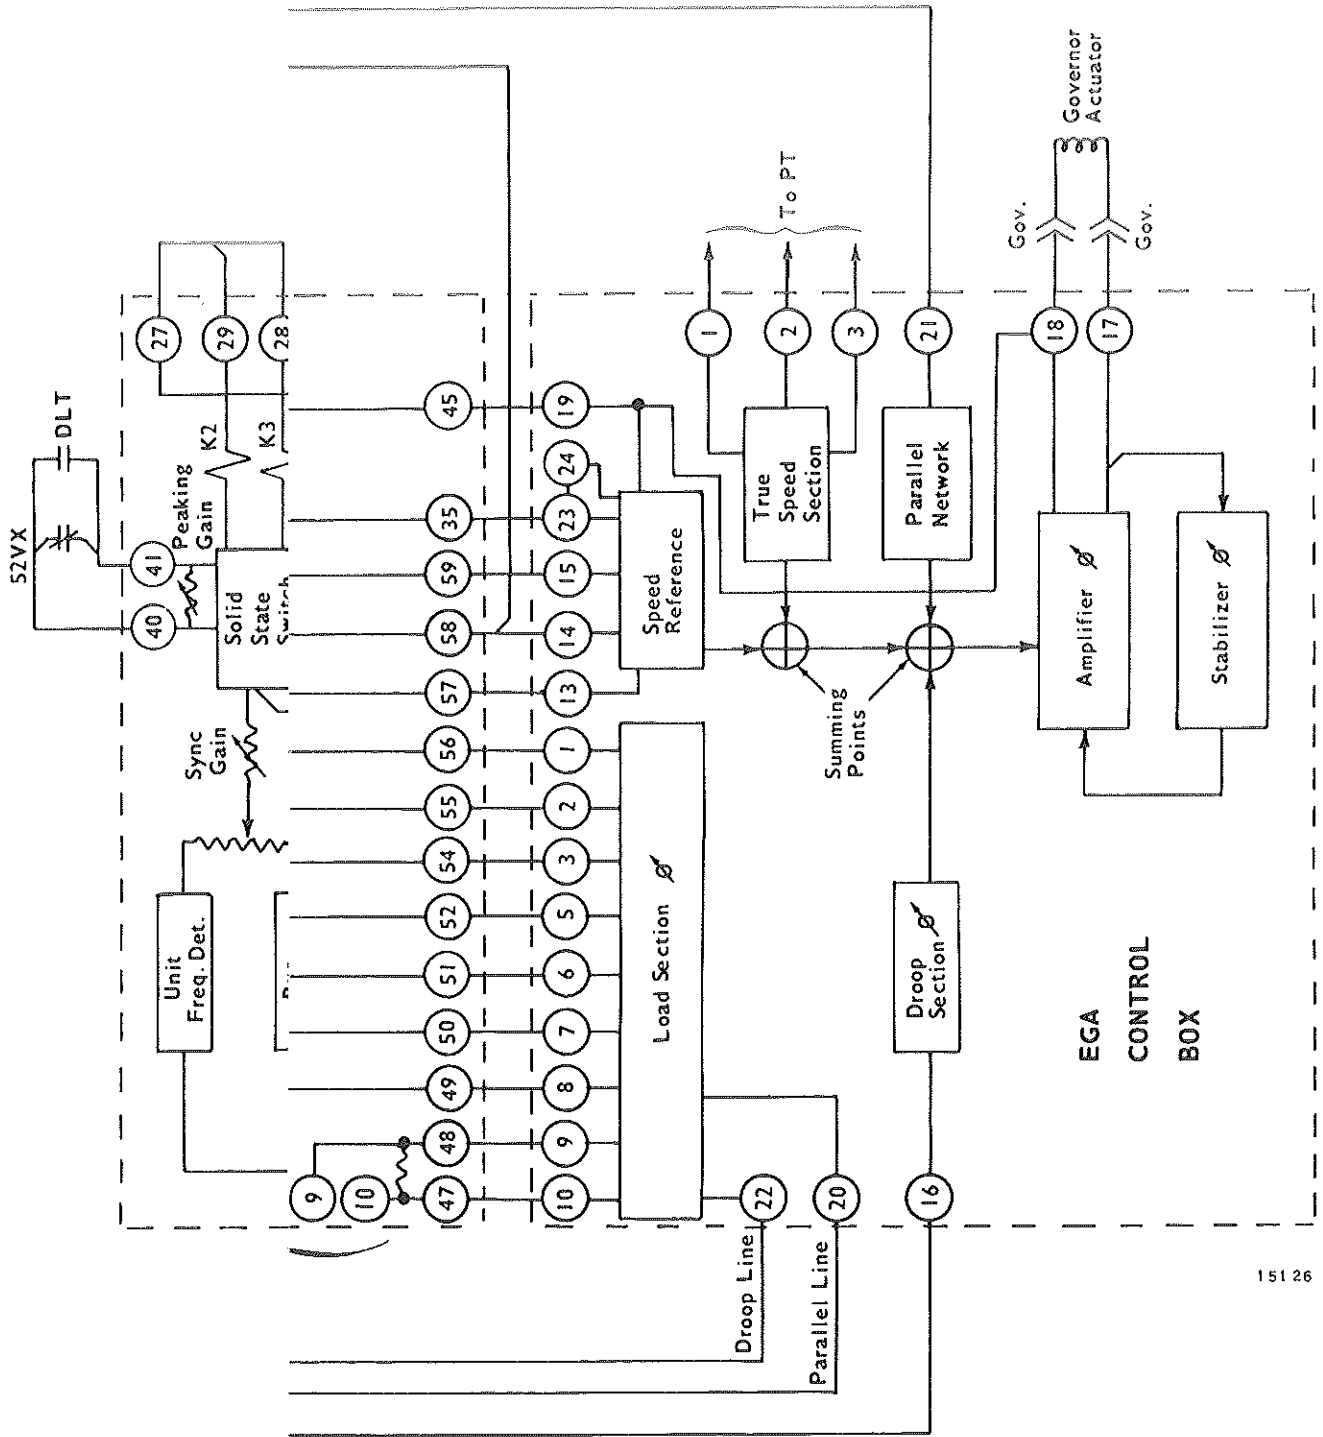 52VX
DLT
40
41
Peaking
Gain
27
Unit
Freq. Det.
Sync
Gain
Solid
State
Switch
K2
29
K3
28
9
10
47
48
49
50
51
52
54
55
56
57
58
59
35
45
10
9
8
7
6
5
3
2
1
13
14
15
23
24
19
Load Section
Speed
Reference
1
2
3
To PT
Droop Line
22
Parallel Line
20
Summing
Points
True
Speed
Section
16
Droop
Section
Parallel
Network
21
Amplifier
18
17
Gov.
Gov.
Governor
Actuator
Stabilizer
EGA
CONTROL
BOX
15126